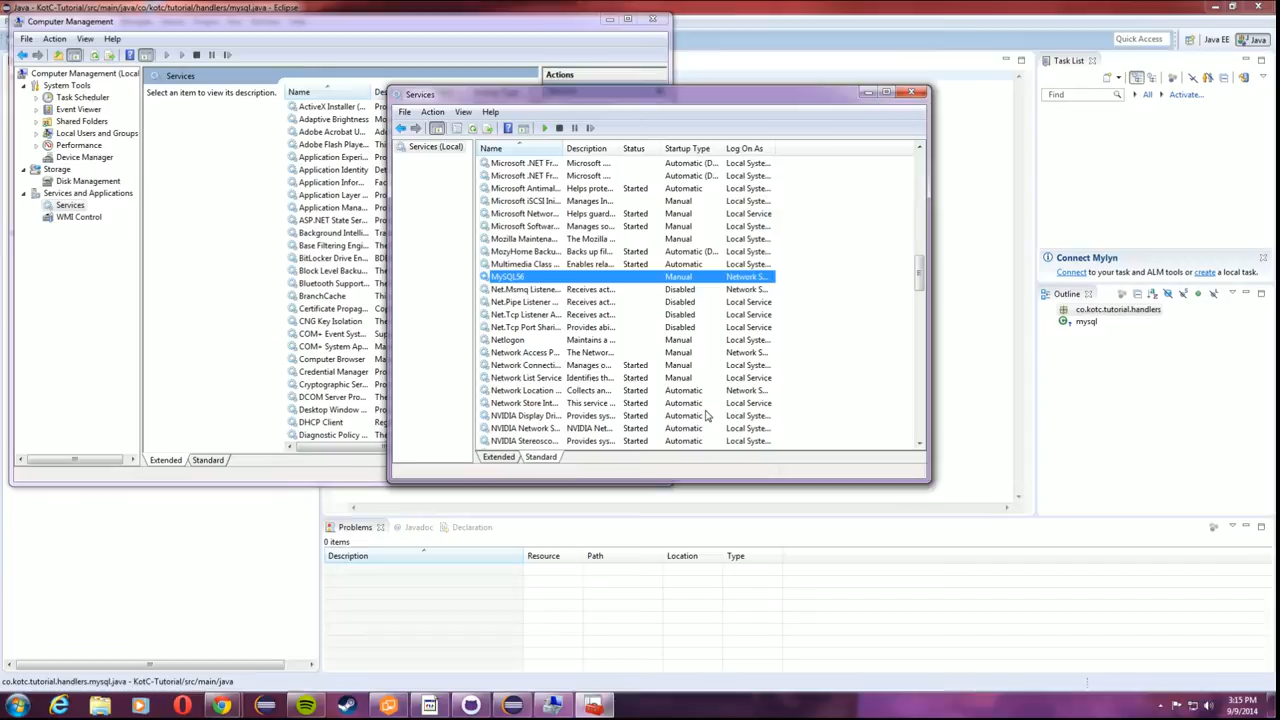 Java - KotC-Tutorial/src/main/java/co/kotc/tutorial/handlers/mysql.java - Eclipse
Computer Management
File Action View Help
Quick Access
Java EE
Java
Computer Management (Local
System Tools
Task Scheduler
Event Viewer
Shared Folders
Local Users and Groups
Performance
Device Manager
Storage
Disk Management
Services and Applications
Services
WMI Control
Services
Select an item to view its description.
Name
ActiveX Installer (...
Adaptive Brightness
Adobe Acrobat U...
Adobe Flash Playe...
Application Experi...
Application Identi...
Application Infor...
Application Layer ...
Application Mana...
ASP.NET State Ser...
Background Intelli...
Base Filtering Engi...
BitLocker Drive En...
Block Level Backu...
Bluetooth Support...
BranchCache
Certificate Propag...
CNG Key Isolation
COM+ Event Syst...
COM+ System Ap...
Computer Browser
Credential Manager
Cryptographic Ser...
DCOM Server Pro...
Desktop Window ...
DHCP Client
Diagnostic Policy ...
Extended Standard
Actions
Services
File Action View Help
Services (Local)
Name Description Status Startup Type Log On As
Microsoft .NET Fr... Microsoft .... Automatic (D... Local Syste...
Microsoft .NET Fr... Microsoft .... Automatic (D... Local Syste...
Microsoft Antimal... Helps prote... Started Automatic Local Syste...
Microsoft iSCSI Ini... Manages In... Manual Local Syste...
Microsoft Networ... Helps guard... Started Manual Local Service
Microsoft Softwar... Manages so... Started Manual Local Syste...
Mozilla Maintena... The Mozilla ... Manual Local Syste...
MozyHome Backu... Backs up fil... Started Automatic (D... Local Syste...
Multimedia Class ... Enables rela... Started Automatic Local Syste...
MySQL56 Manual Network S...
Net.Msmq Listene... Receives act... Disabled Network S...
Net.Pipe Listener ... Receives act... Disabled Local Service
Net.Tcp Listener A... Receives act... Disabled Local Service
Net.Tcp Port Shari... Provides abi... Disabled Local Service
Netlogon Maintains a ... Manual Local Syste...
Network Access P... The Networ... Manual Network S...
Network Connecti... Manages o... Started Manual Local Syste...
Network List Service Identifies th... Started Manual Local Service
Network Location ... Collects an... Started Automatic Network S...
Network Store Int... This service ... Started Automatic Local Service
NVIDIA Display Dri... Provides sys... Started Automatic Local Syste...
NVIDIA Network S... NVIDIA Net... Started Automatic Local Syste...
NVIDIA Stereosco... Provides sys... Started Automatic Local Syste...
Extended Standard
Task List
Find All Activate...
Connect Mylyn
Connect to your task and ALM tools or create a local task.
Outline
co.kotc.tutorial.handlers
mysql
Problems Javadoc Declaration
0 items
Description Resource Path Location Type
co.kotc.tutorial.handlers.mysql.java - KotC-Tutorial/src/main/java
3:15 PM
9/9/2014